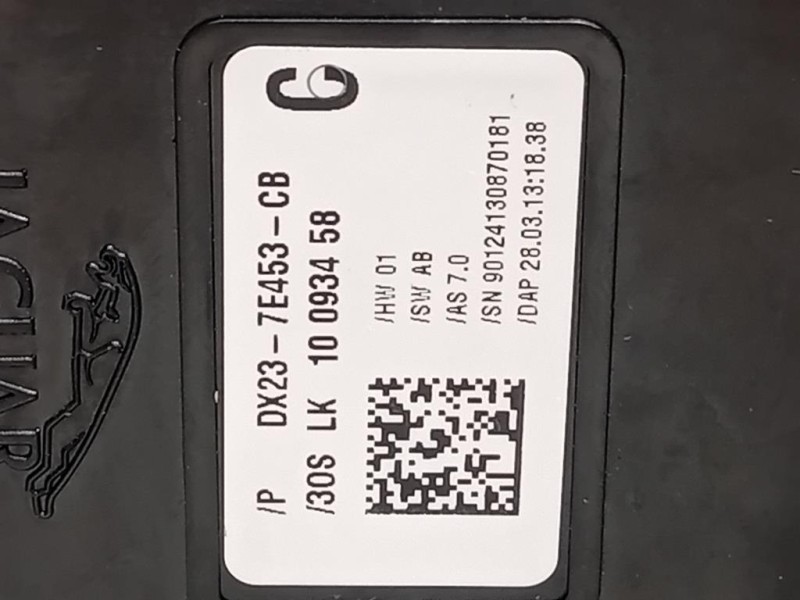 JAGUAR
C
/P DX23-7E453-CB
/30S LK 10 0934 58
/HW 01
/SW AB
/AS 7.0
/SN 90124130870181
/DAP 28.03.13:18.38